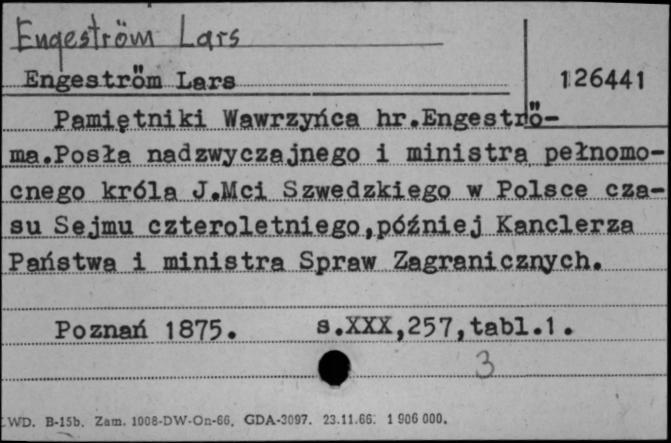 Engeström Lars
Engeström Lars 126441
Pamiętniki Wawrzyńca hr.Engeströ-
ma.Posła nadzwyczajnego i ministra pełnomo-
cnego króla J.Mci Szwedzkiego w Polsce cza-
su Sejmu czteroletniego,później Kanclerza
Państwa i ministra Spraw Zagranicznych.
Poznań 1875. s.XXX,257,tabl.1.
3
LWD. B-15b. Zam. 1008-DW-On-66. GDA-3097. 23.11.66. 1 906 000.